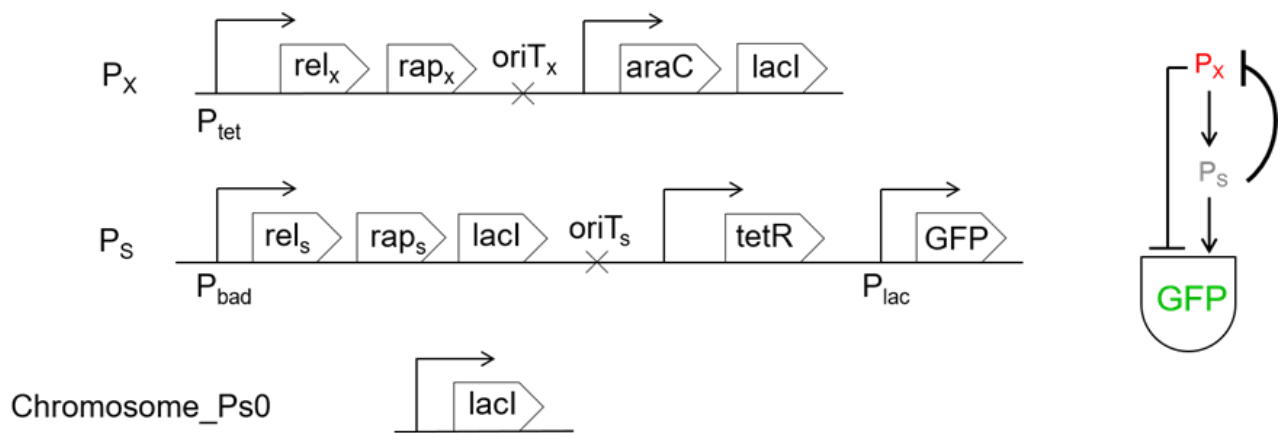 relx rapx oriTx araC lacI
PX
Ptet
rels raps lacI oriTs tetR GFP
PS
Pbad Plac
lacI
Chromosome_Ps0
PX
PS
GFP